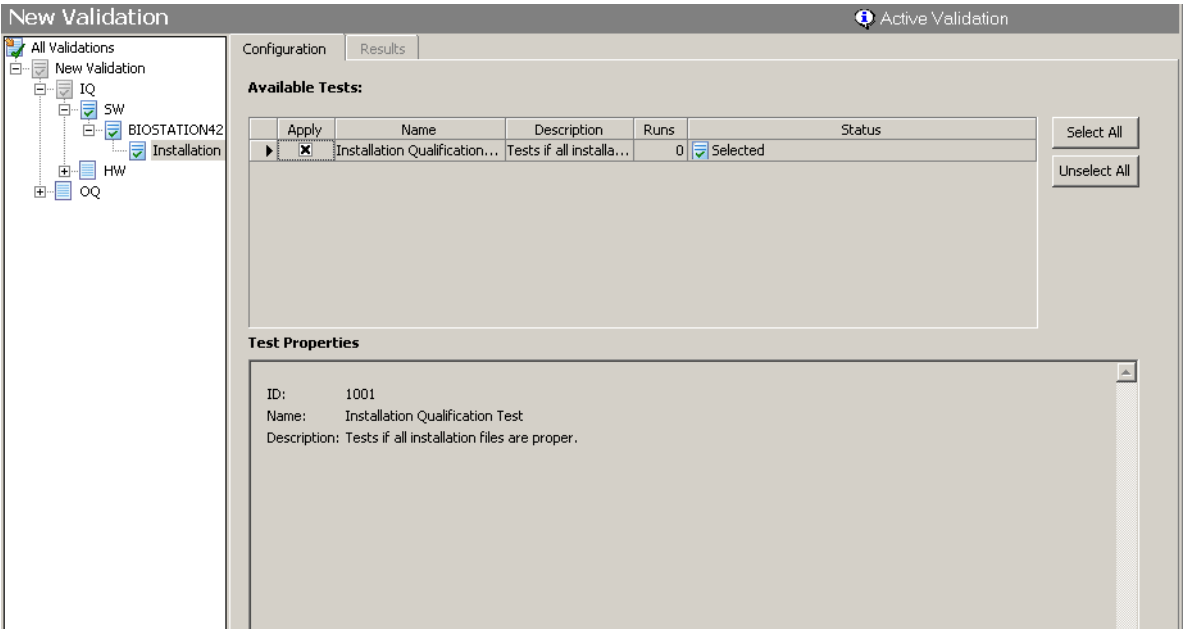 New Validation
Active Validation
All Validations
New Validation
IQ
SW
BIOSTATION42
Installation
HW
OQ
Configuration Results
Available Tests:
Apply Name Description Runs Status
Installation Qualification... Tests if all installa... 0 Selected
Select All
Unselect All
Test Properties
ID: 1001
Name: Installation Qualification Test
Description: Tests if all installation files are proper.